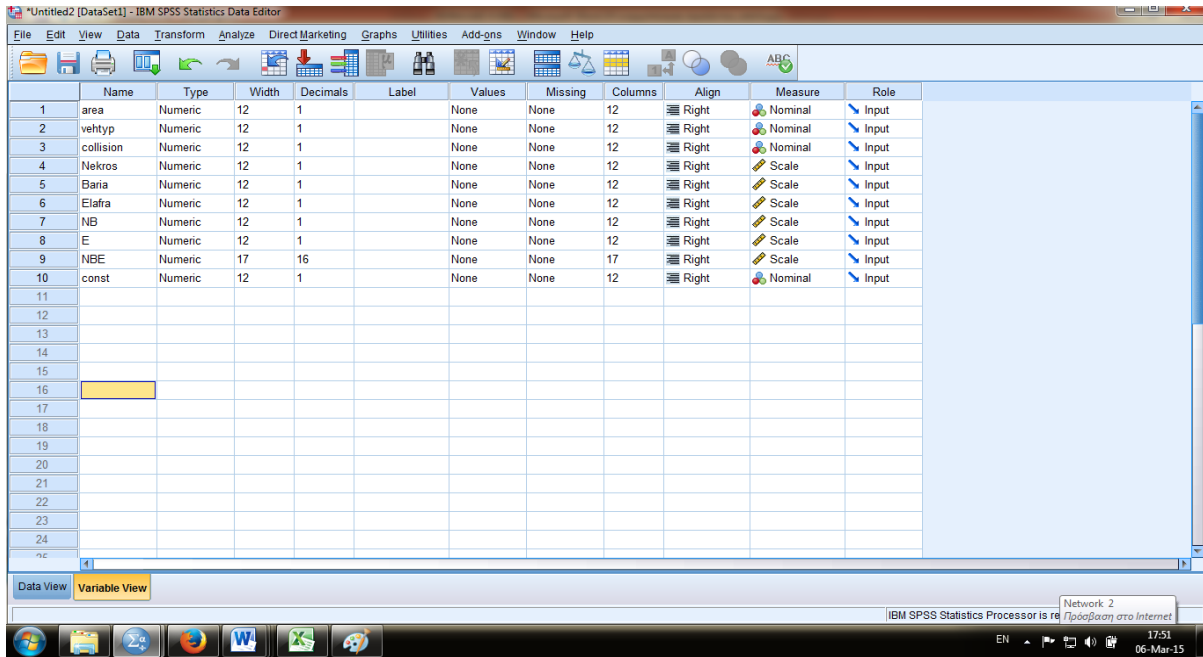 *Untitled2 [DataSet1] - IBM SPSS Statistics Data Editor
File Edit View Data Transform Analyze Direct Marketing Graphs Utilities Add-ons Window Help
Name Type Width Decimals Label Values Missing Columns Align Measure Role
1 area Numeric 12 1 None None 12 Right Nominal Input
2 vehtyp Numeric 12 1 None None 12 Right Nominal Input
3 collision Numeric 12 1 None None 12 Right Nominal Input
4 Nekros Numeric 12 1 None None 12 Right Scale Input
5 Baria Numeric 12 1 None None 12 Right Scale Input
6 Elafra Numeric 12 1 None None 12 Right Scale Input
7 NB Numeric 12 1 None None 12 Right Scale Input
8 E Numeric 12 1 None None 12 Right Scale Input
9 NBE Numeric 17 16 None None 17 Right Scale Input
10 const Numeric 12 1 None None 12 Right Nominal Input
11
12
13
14
15
16
17
18
19
20
21
22
23
24
Data View Variable View
IBM SPSS Statistics Processor is re
Network 2
Πρόσβαση στο Internet
EN 17:51
06-Mar-15